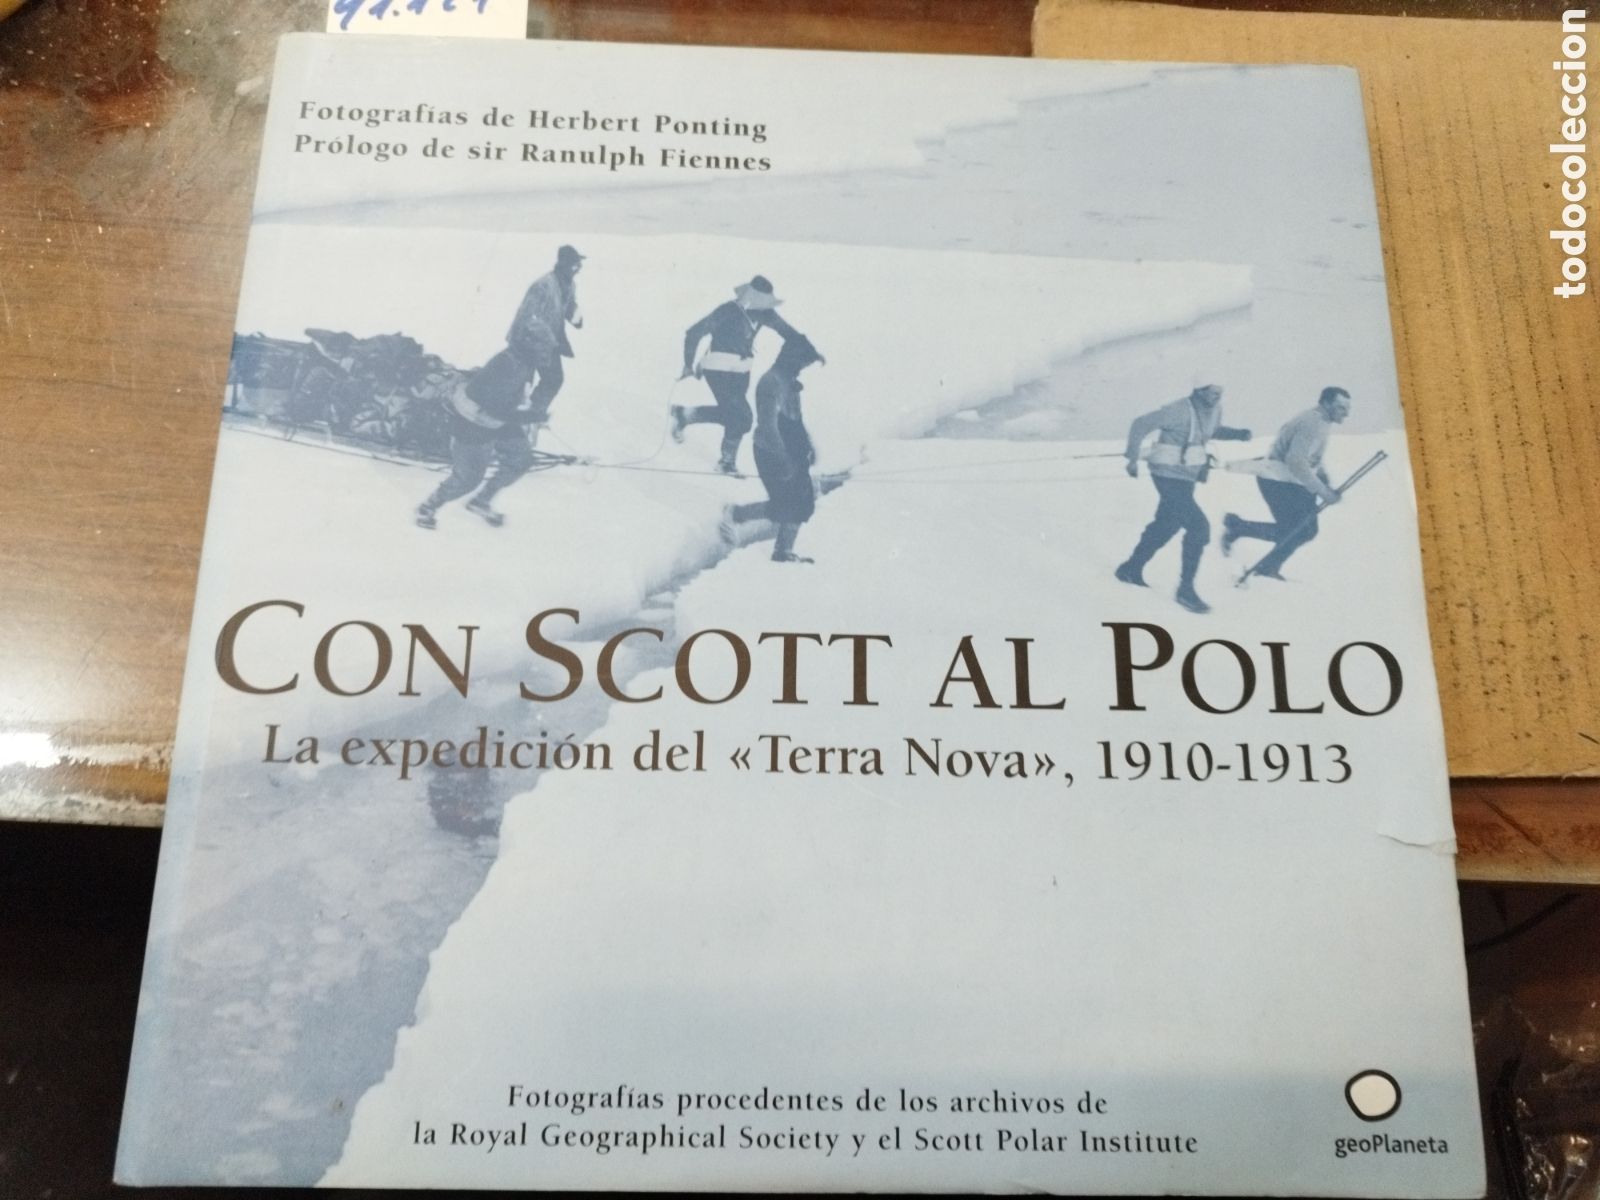 Fotografías de Herbert Ponting
Prólogo de sir Ranulph Fiennes
CON SCOTT AL POLO
La expedición del «Terra Nova», 1910-1913
Fotografías procedentes de los archivos de
la Royal Geographical Society y el Scott Polar Institute
geoPlaneta
todocoleccion